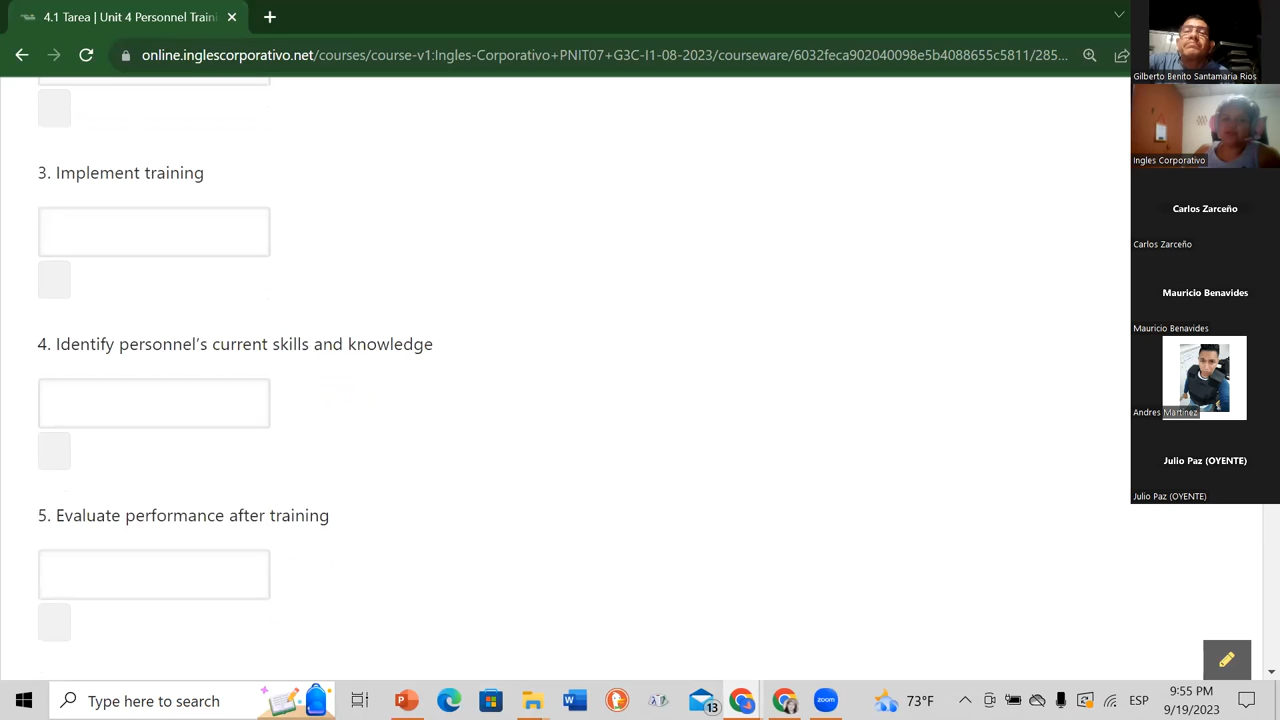 4.1 Tarea | Unit 4 Personnel Traini
online.inglescorporativo.net/courses/course-v1:Ingles-Corporativo+PNIT07+G3C-I1-08-2023/courseware/6032feca902040098e5b4088655c5811/285...
Gilberto Benito Santamaria Rios
Ingles Corporativo
3. Implement training
Carlos Zarceño
Carlos Zarceño
Mauricio Benavides
Mauricio Benavides
4. Identify personnel's current skills and knowledge
Andres Martinez
Julio Paz (OYENTE)
Julio Paz (OYENTE)
5. Evaluate performance after training
Type here to search
13
zoom
73°F
ESP
9:55 PM
9/19/2023